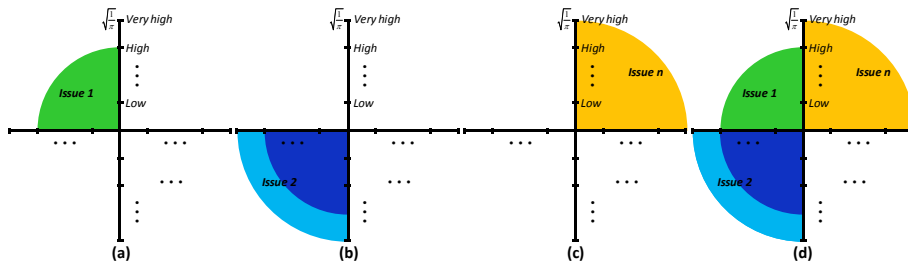 √1/π Very high
High
⋮
Issue 1
Low
... ...
...
⋮
(a)
√1/π Very high
High
⋮
Low
... ...
Issue 2
...
⋮
(b)
√1/π Very high
High
⋮
Issue n
Low
...
...
⋮
(c)
√1/π Very high
High
⋮
Issue n
Issue 1
Low
... ...
Issue 2
...
⋮
(d)